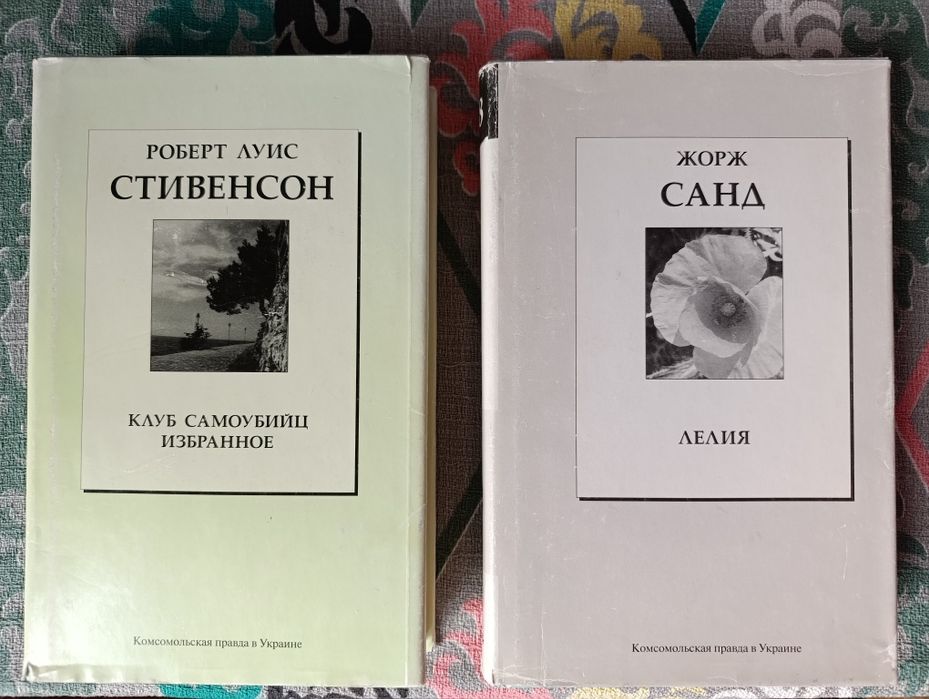 РОБЕРТ ЛУИС
СТИВЕНСОН
КЛУБ САМОУБИЙЦ
ИЗБРАННОЕ
Комсомольская правда в Украине
ЖОРЖ
САНД
ЛЕЛИЯ
Комсомольская правда в Украине